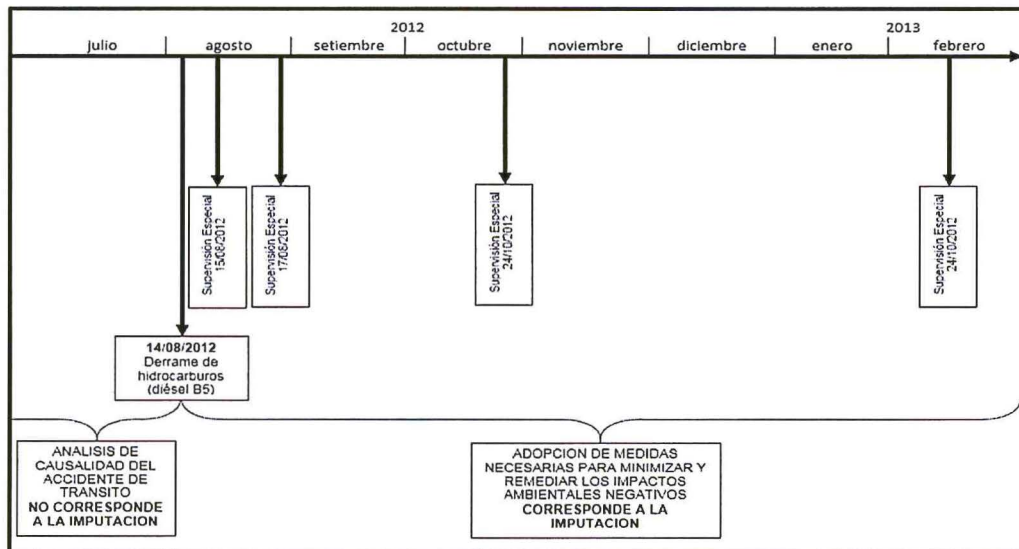 2012
2013
julio
agosto
setiembre
octubre
noviembre
diciembre
enero
febrero
Supervisión Especial
15/08/2012
Supervisión Especial
17/08/2012
Supervisión Especial
24/10/2012
Supervisión Especial
24/10/2012
14/08/2012
Derrame de
hidrocarburos
(diésel B5)
ANALISIS DE
CAUSALIDAD DEL
ACCIDENTE DE
TRANSITO
NO CORRESPONDE
A LA IMPUTACION
ADOPCION DE MEDIDAS
NECESARIAS PARA MINIMIZAR Y
REMEDIAR LOS IMPACTOS
AMBIENTALES NEGATIVOS
CORRESPONDE A LA
IMPUTACION